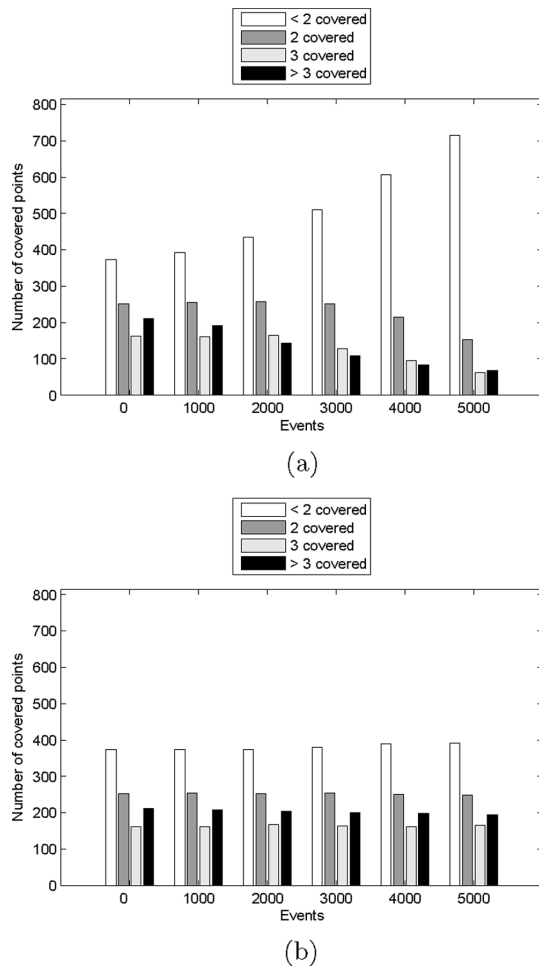 < 2 covered
2 covered
3 covered
> 3 covered
800
700
600
500
400
300
200
100
0
Number of covered points
0 1000 2000 3000 4000 5000
Events
(a)
< 2 covered
2 covered
3 covered
> 3 covered
800
700
600
500
400
300
200
100
0
Number of covered points
0 1000 2000 3000 4000 5000
Events
(b)